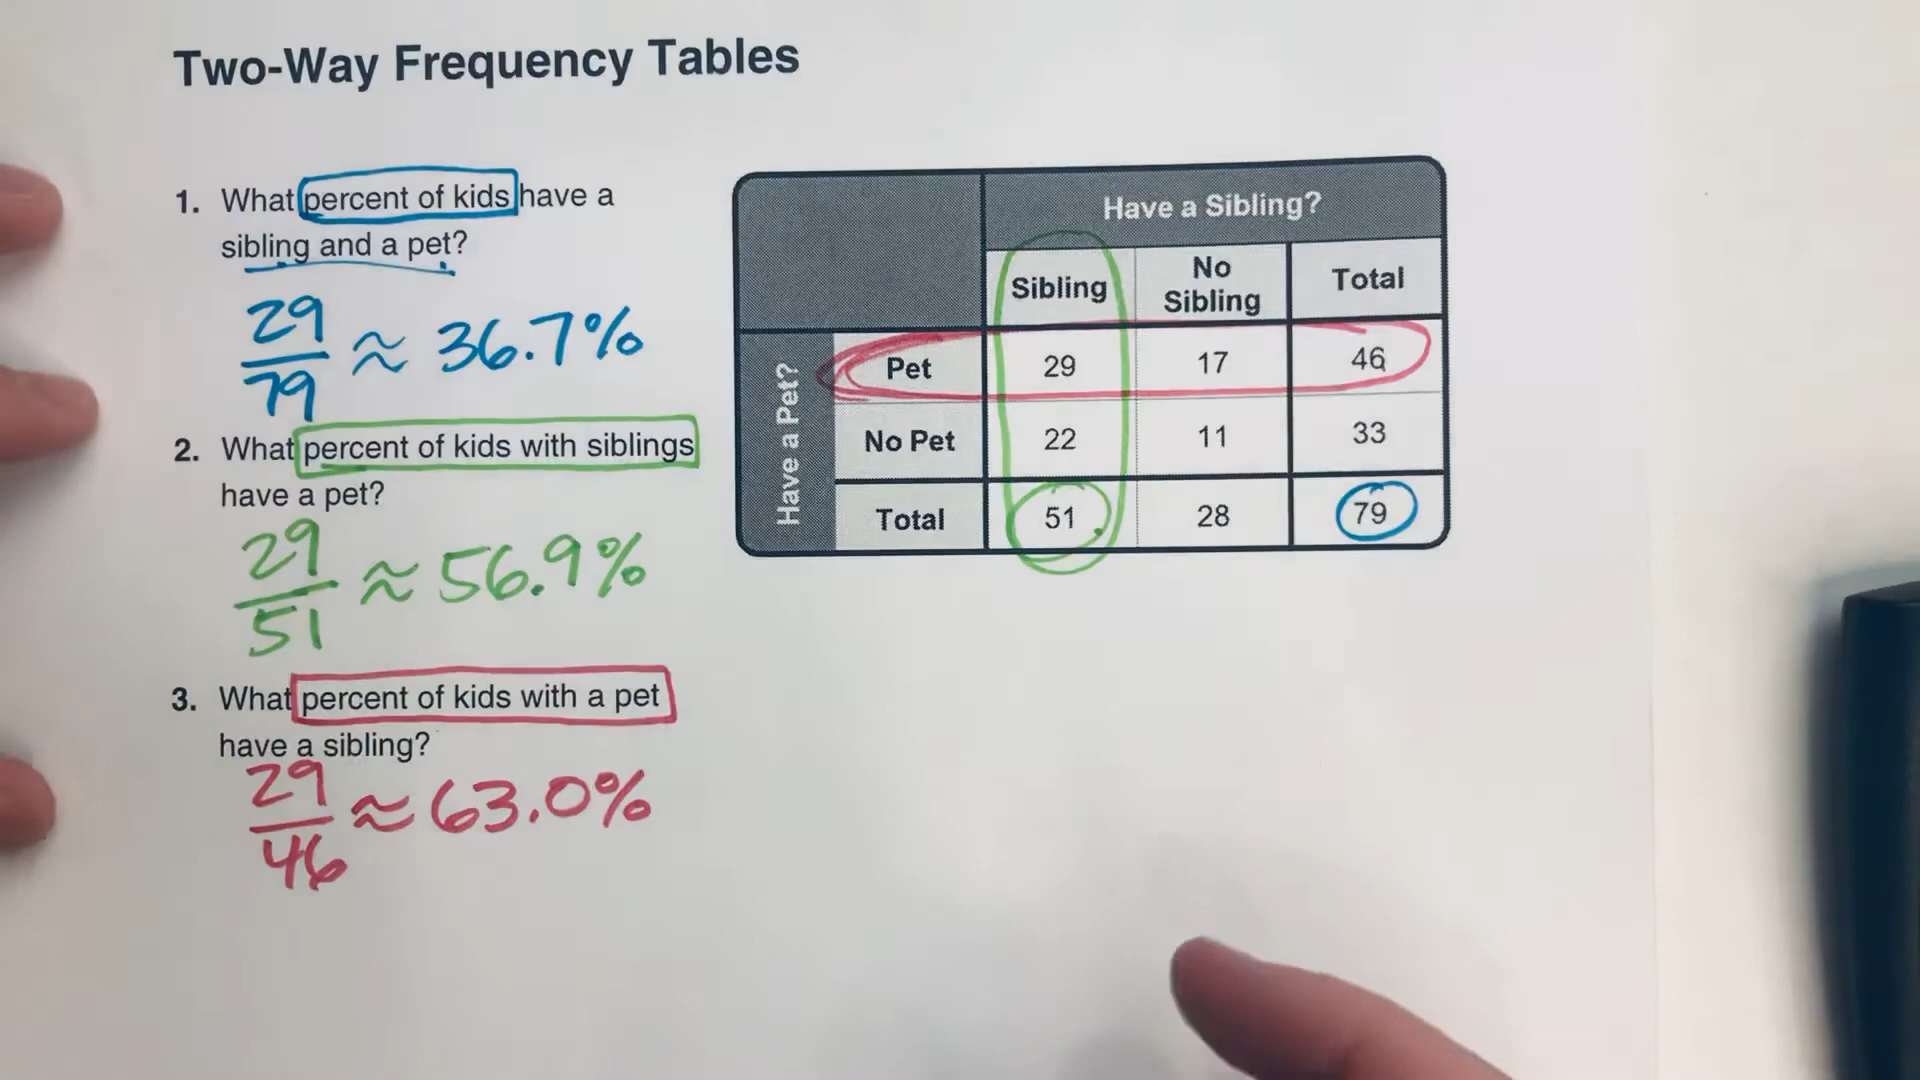 Two-Way Frequency Tables
1. What percent of kids have a
sibling and a pet?
29/79 ≈ 36.7%
2. What percent of kids with siblings
have a pet?
29/51 ≈ 56.9%
3. What percent of kids with a pet
have a sibling?
29/46 ≈ 63.0%
Have a Sibling?
Sibling No Sibling Total
Have a Pet?
Pet 29 17 46
No Pet 22 11 33
Total 51 28 79